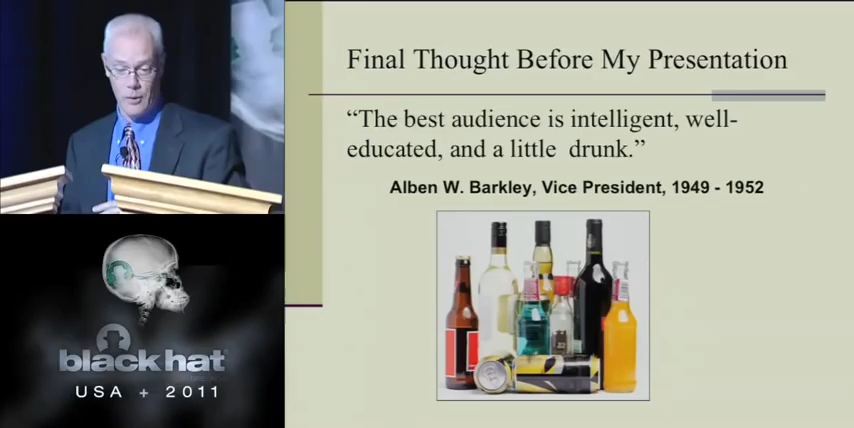 Final Thought Before My Presentation
“The best audience is intelligent, well-
educated, and a little drunk.”
Alben W. Barkley, Vice President, 1949 - 1952
black hat
USA + 2011